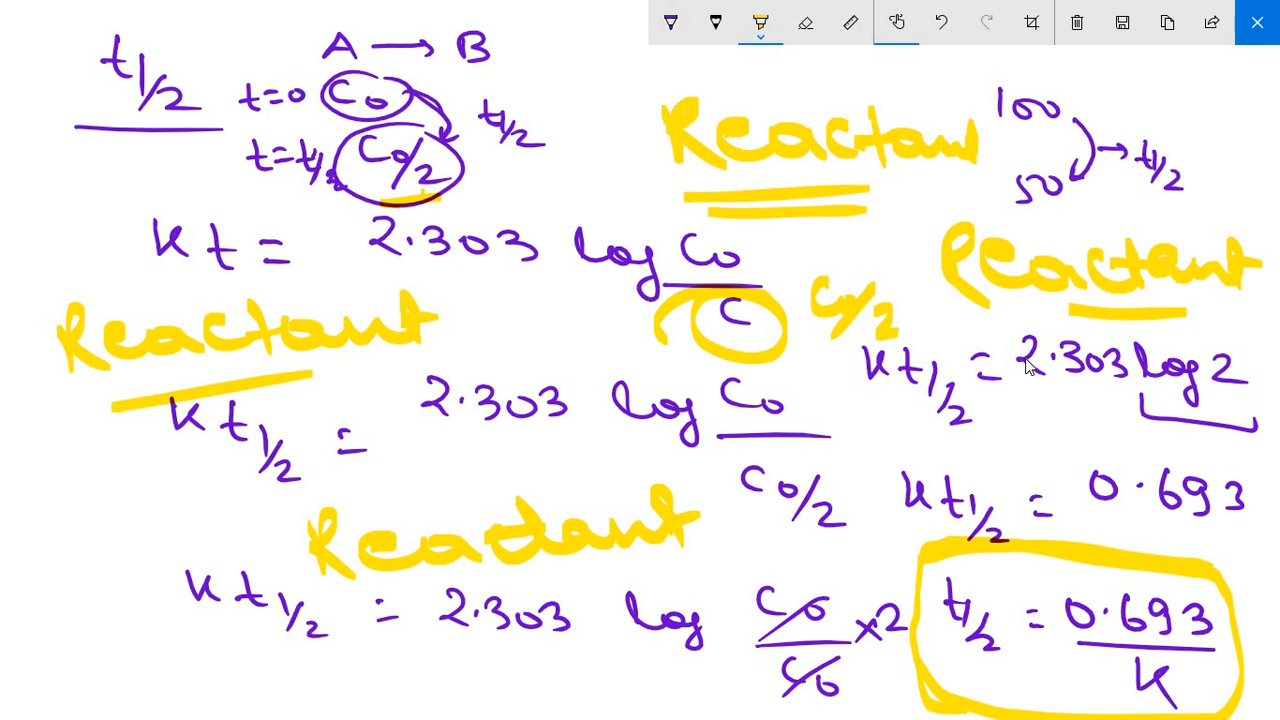 t1/2
A → B
t=0 C0
t1/2
t=t1/2 C0/2
Reactant
100
50
→ t1/2
Kt = 2.303 log C0/C
C0/2
Reactant
Reactant
Kt1/2 = 2.303 log 2
Kt1/2 = 2.303 log C0/C0/2
Kt1/2 = 0.693
Reactant
Kt1/2 = 2.303 log C0/C0 ×2
t1/2 = 0.693/K